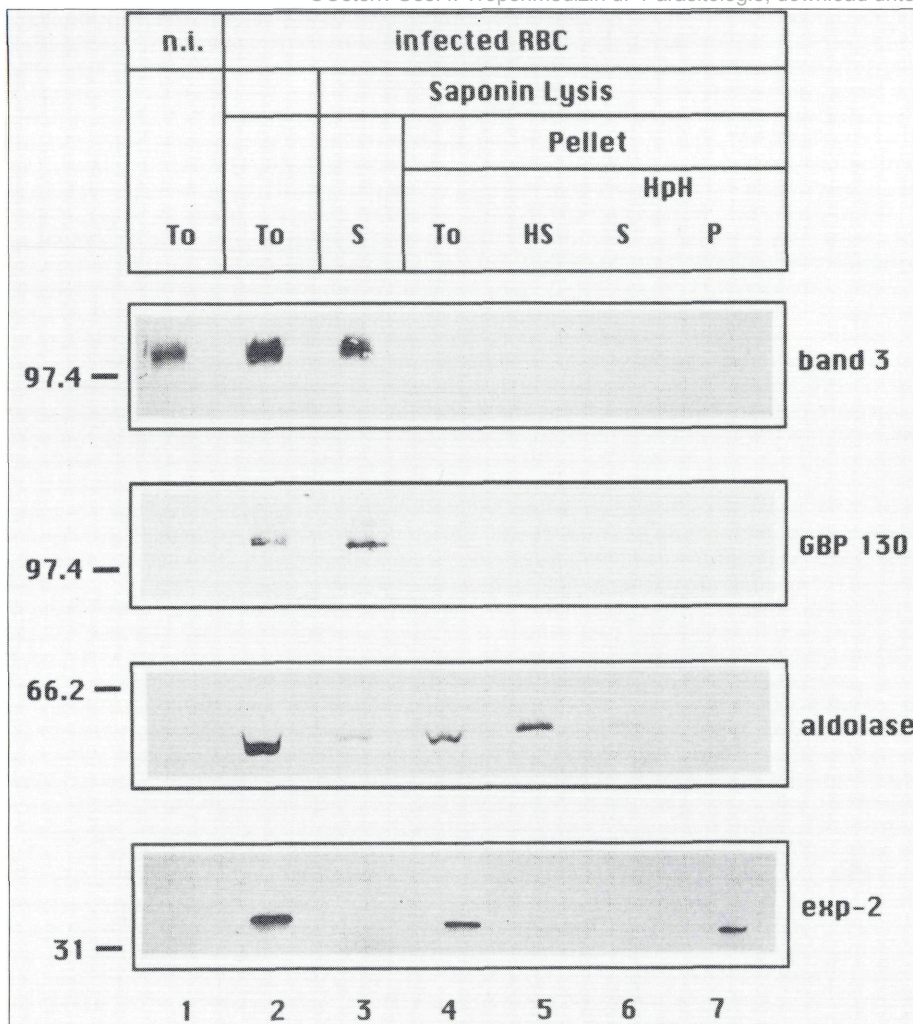 n.i. infected RBC
Saponin Lysis
Pellet
HpH
To To S To HS S P
band 3
97.4
GBP 130
97.4
66.2
aldolase
exp-2
31
1 2 3 4 5 6 7